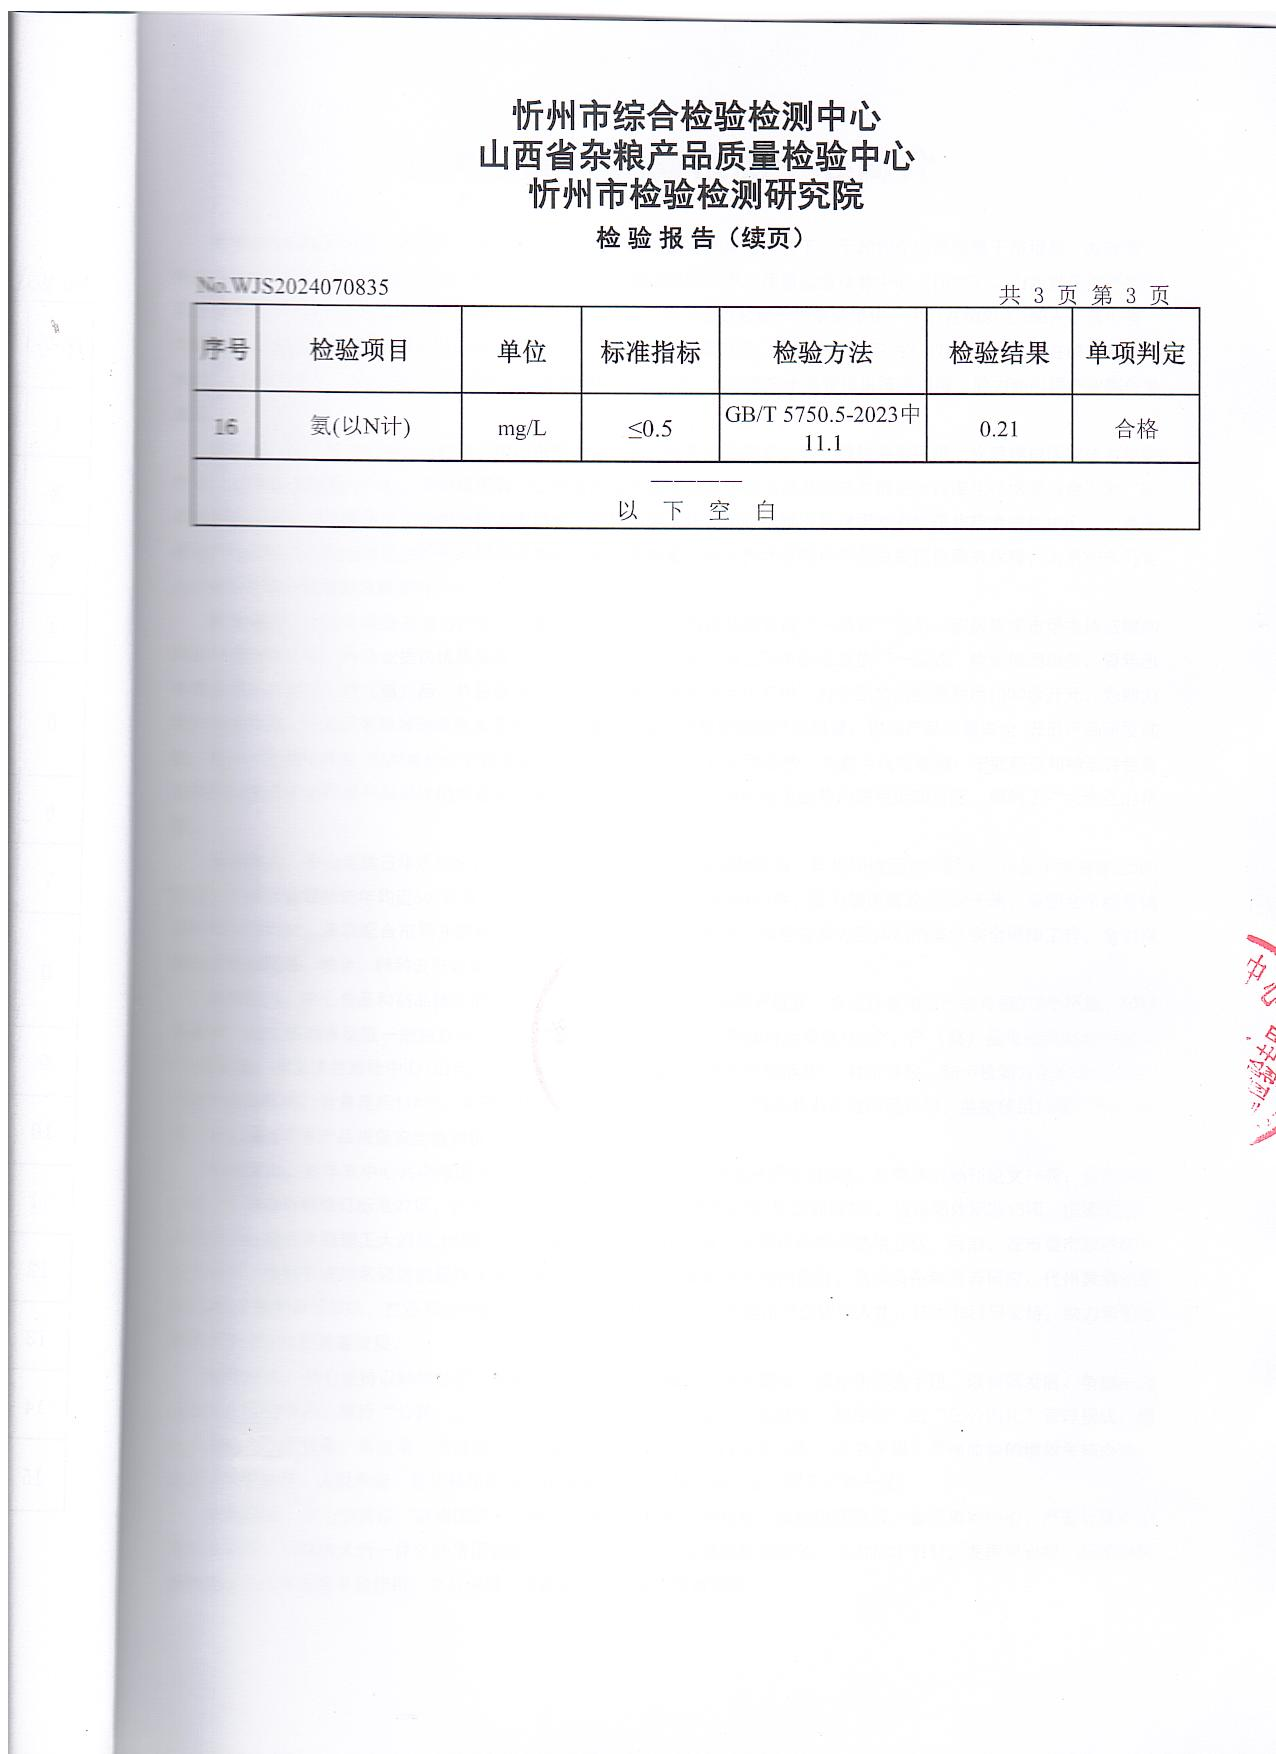 忻州市综合检验检测中心
山西省杂粮产品质量检验中心
忻州市检验检测研究院
检验报告（续页）
No.WJS2024070835
共 3 页 第 3 页
序号 检验项目 单位 标准指标 检验方法 检验结果 单项判定
16 氨(以N计) mg/L ≤0.5 GB/T 5750.5-2023中11.1 0.21 合格
————
以 下 空 白
中心